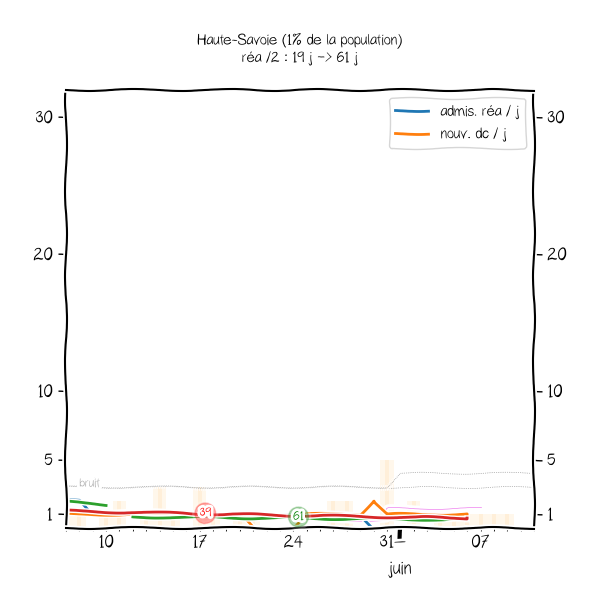 Haute-Savoie (1% de la population)
réa /2 : 19 j -> 61 j
admis. réa / j
nouv. dc / j
30 30
20 20
10 10
5 5
bruit
1 1
39 61
10 17 24 31 07
juin